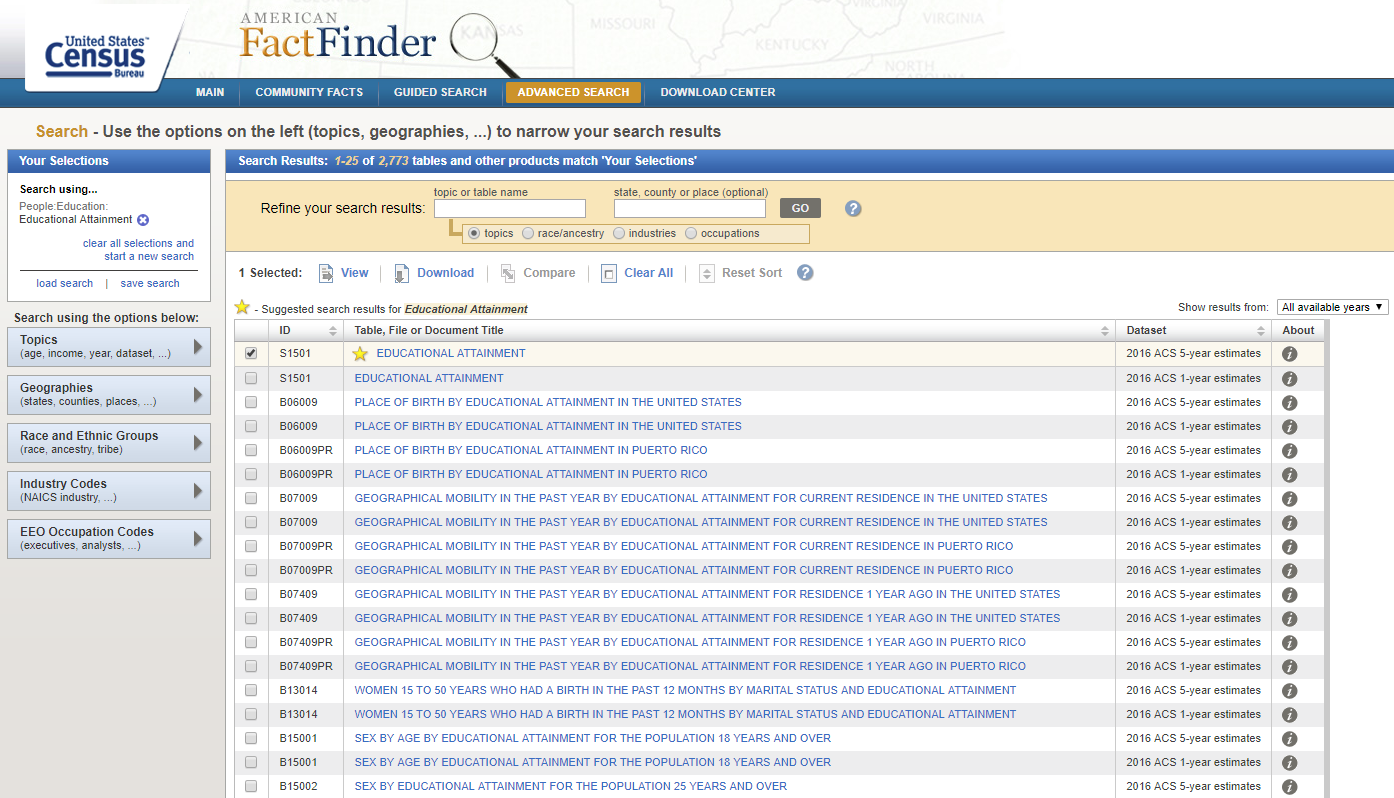 United States™
Census
Bureau
AMERICAN
FactFinder
KANSAS
MISSOURI
KENTUCKY
VIRGINIA
VIRGINIA
NORTH
CAROLINA
MAIN
COMMUNITY FACTS
GUIDED SEARCH
ADVANCED SEARCH
DOWNLOAD CENTER
Search - Use the options on the left (topics, geographies, ...) to narrow your search results
Your Selections
Search using...
People:Education:
Educational Attainment
clear all selections and
start a new search
load search | save search
Search using the options below:
Topics
(age, income, year, dataset, ...)
Geographies
(states, counties, places, ...)
Race and Ethnic Groups
(race, ancestry, tribe)
Industry Codes
(NAICS industry, ...)
EEO Occupation Codes
(executives, analysts, ...)
Search Results: 1-25 of 2,773 tables and other products match 'Your Selections'
topic or table name state, county or place (optional)
Refine your search results: GO ?
topics race/ancestry industries occupations
1 Selected: View | Download | Compare | Clear All | Reset Sort ?
- Suggested search results for Educational Attainment
Show results from: All available years ▼
ID Table, File or Document Title Dataset About
S1501 EDUCATIONAL ATTAINMENT 2016 ACS 5-year estimates i
S1501 EDUCATIONAL ATTAINMENT 2016 ACS 1-year estimates i
B06009 PLACE OF BIRTH BY EDUCATIONAL ATTAINMENT IN THE UNITED STATES 2016 ACS 5-year estimates i
B06009 PLACE OF BIRTH BY EDUCATIONAL ATTAINMENT IN THE UNITED STATES 2016 ACS 1-year estimates i
B06009PR PLACE OF BIRTH BY EDUCATIONAL ATTAINMENT IN PUERTO RICO 2016 ACS 5-year estimates i
B06009PR PLACE OF BIRTH BY EDUCATIONAL ATTAINMENT IN PUERTO RICO 2016 ACS 1-year estimates i
B07009 GEOGRAPHICAL MOBILITY IN THE PAST YEAR BY EDUCATIONAL ATTAINMENT FOR CURRENT RESIDENCE IN THE UNITED STATES 2016 ACS 5-year estimates i
B07009 GEOGRAPHICAL MOBILITY IN THE PAST YEAR BY EDUCATIONAL ATTAINMENT FOR CURRENT RESIDENCE IN THE UNITED STATES 2016 ACS 1-year estimates i
B07009PR GEOGRAPHICAL MOBILITY IN THE PAST YEAR BY EDUCATIONAL ATTAINMENT FOR CURRENT RESIDENCE IN PUERTO RICO 2016 ACS 5-year estimates i
B07009PR GEOGRAPHICAL MOBILITY IN THE PAST YEAR BY EDUCATIONAL ATTAINMENT FOR CURRENT RESIDENCE IN PUERTO RICO 2016 ACS 1-year estimates i
B07409 GEOGRAPHICAL MOBILITY IN THE PAST YEAR BY EDUCATIONAL ATTAINMENT FOR RESIDENCE 1 YEAR AGO IN THE UNITED STATES 2016 ACS 5-year estimates i
B07409 GEOGRAPHICAL MOBILITY IN THE PAST YEAR BY EDUCATIONAL ATTAINMENT FOR RESIDENCE 1 YEAR AGO IN THE UNITED STATES 2016 ACS 1-year estimates i
B07409PR GEOGRAPHICAL MOBILITY IN THE PAST YEAR BY EDUCATIONAL ATTAINMENT FOR RESIDENCE 1 YEAR AGO IN PUERTO RICO 2016 ACS 5-year estimates i
B07409PR GEOGRAPHICAL MOBILITY IN THE PAST YEAR BY EDUCATIONAL ATTAINMENT FOR RESIDENCE 1 YEAR AGO IN PUERTO RICO 2016 ACS 1-year estimates i
B13014 WOMEN 15 TO 50 YEARS WHO HAD A BIRTH IN THE PAST 12 MONTHS BY MARITAL STATUS AND EDUCATIONAL ATTAINMENT 2016 ACS 5-year estimates i
B13014 WOMEN 15 TO 50 YEARS WHO HAD A BIRTH IN THE PAST 12 MONTHS BY MARITAL STATUS AND EDUCATIONAL ATTAINMENT 2016 ACS 1-year estimates i
B15001 SEX BY AGE BY EDUCATIONAL ATTAINMENT FOR THE POPULATION 18 YEARS AND OVER 2016 ACS 5-year estimates i
B15001 SEX BY AGE BY EDUCATIONAL ATTAINMENT FOR THE POPULATION 18 YEARS AND OVER 2016 ACS 1-year estimates i
B15002 SEX BY EDUCATIONAL ATTAINMENT FOR THE POPULATION 25 YEARS AND OVER 2016 ACS 5-year estimates i